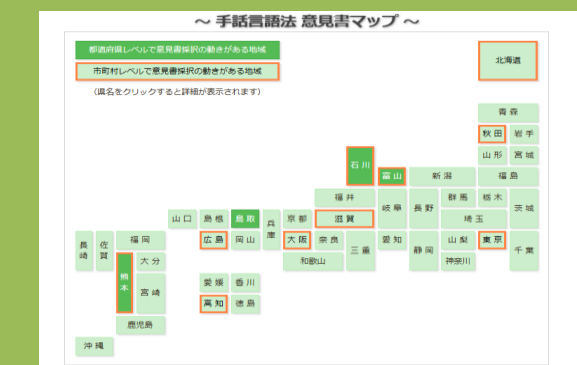 ～ 手話言語法 意見書マップ ～
都道府県レベルで意見書採択の動きがある地域
市町村レベルで意見書採択の動きがある地域
（県名をクリックすると詳細が表示されます）
北海道
青森
秋田 岩手
山形 宮城
石川 富山 新潟 福島
福井 岐阜 長野 群馬 栃木 茨城
山口 島根 鳥取 兵庫 京都 滋賀 埼玉
長崎 佐賀 福岡 広島 岡山 大阪 奈良 三重 愛知 静岡 山梨 東京 千葉
熊本 大分 和歌山 神奈川
宮崎 愛媛 香川
高知 徳島
鹿児島
沖縄